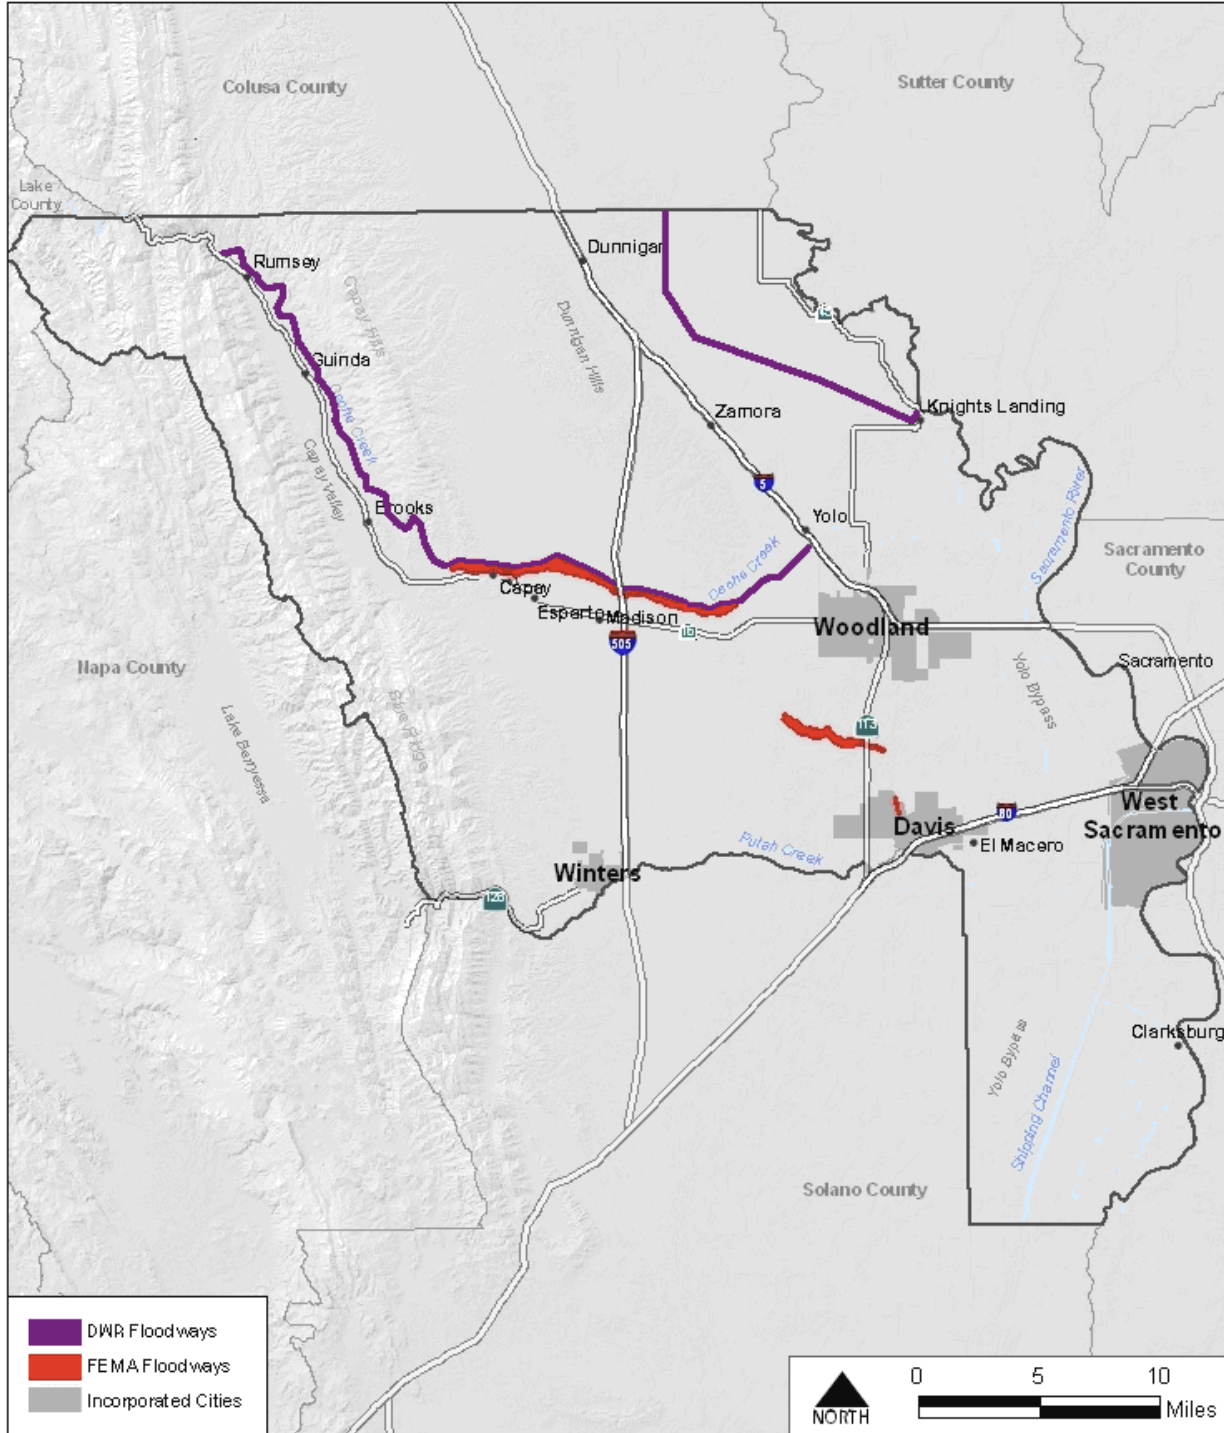 Colusa County
Sutter County
Lake
County
Dunnigan
Rumsey
Capay Hills
Dunnigan Hills
45
Guinda
Cache Creek
Knights Landing
Zamora
Capay Valley
5
Sacramento River
Brooks
Yolo
Sacramento
County
Cache Creek
Capay
Esparto
Madison
16
Woodland
505
Napa County
Sacramento
Yolo Bypass
Blue Ridge
Lake Berryessa
113
West
Sacramento
80
Davis
El Macero
Putah Creek
Winters
128
Clarksburg
Yolo Bypass
Shipping Channel
Solano County
DWR Floodways
FEMA Floodways
Incorporated Cities
NORTH
0 5 10
Miles